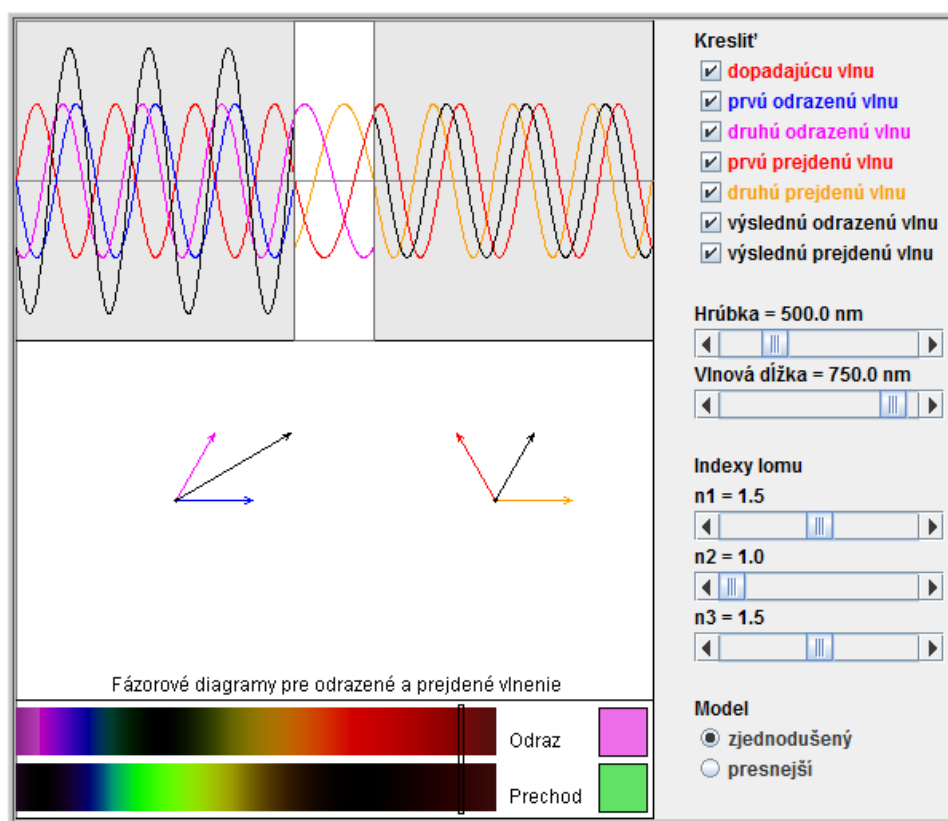 Kresliť
dopadajúcu vlnu
prvú odrazenú vlnu
druhú odrazenú vlnu
prvú prejdenú vlnu
druhú prejdenú vlnu
výslednú odrazenú vlnu
výslednú prejdenú vlnu
Hrúbka = 500.0 nm
Vlnová dĺžka = 750.0 nm
Indexy lomu
n1 = 1.5
n2 = 1.0
n3 = 1.5
Fázorové diagramy pre odrazené a prejdené vlnenie
Odraz
Prechod
Model
zjednodušený
presnejší